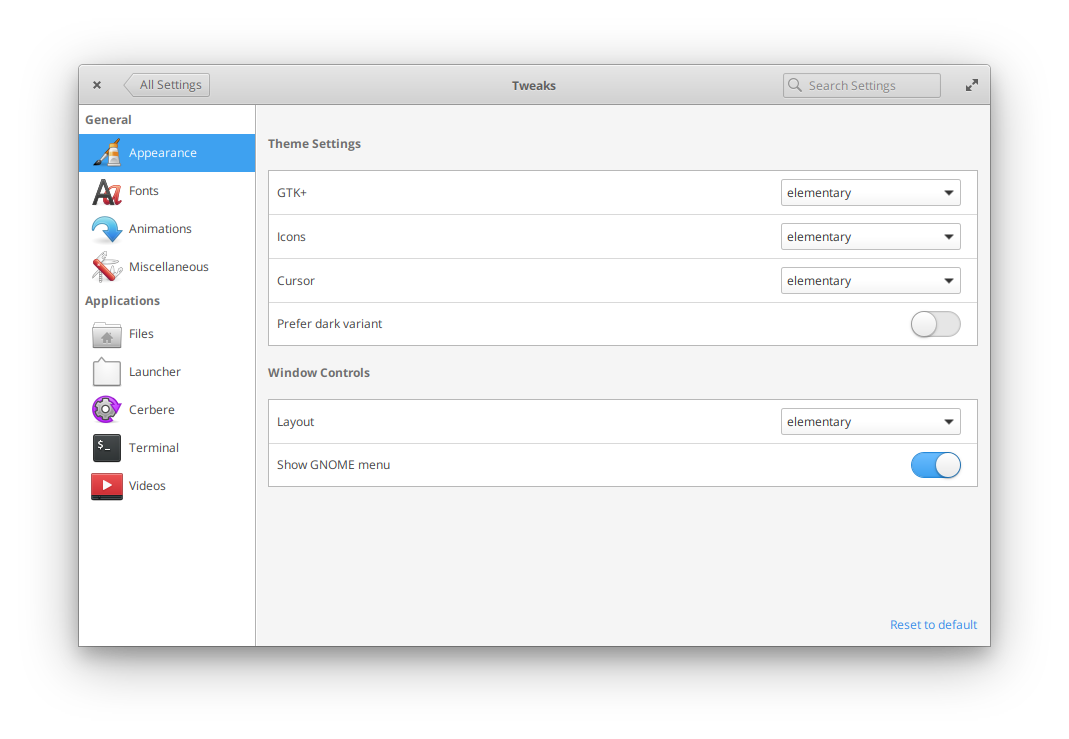 All Settings
Tweaks
Search Settings
General
Appearance
Fonts
Animations
Miscellaneous
Applications
Files
Launcher
Cerbere
$_
Terminal
Videos
Theme Settings
GTK+
elementary
Icons
elementary
Cursor
elementary
Prefer dark variant
Window Controls
Layout
elementary
Show GNOME menu
Reset to default